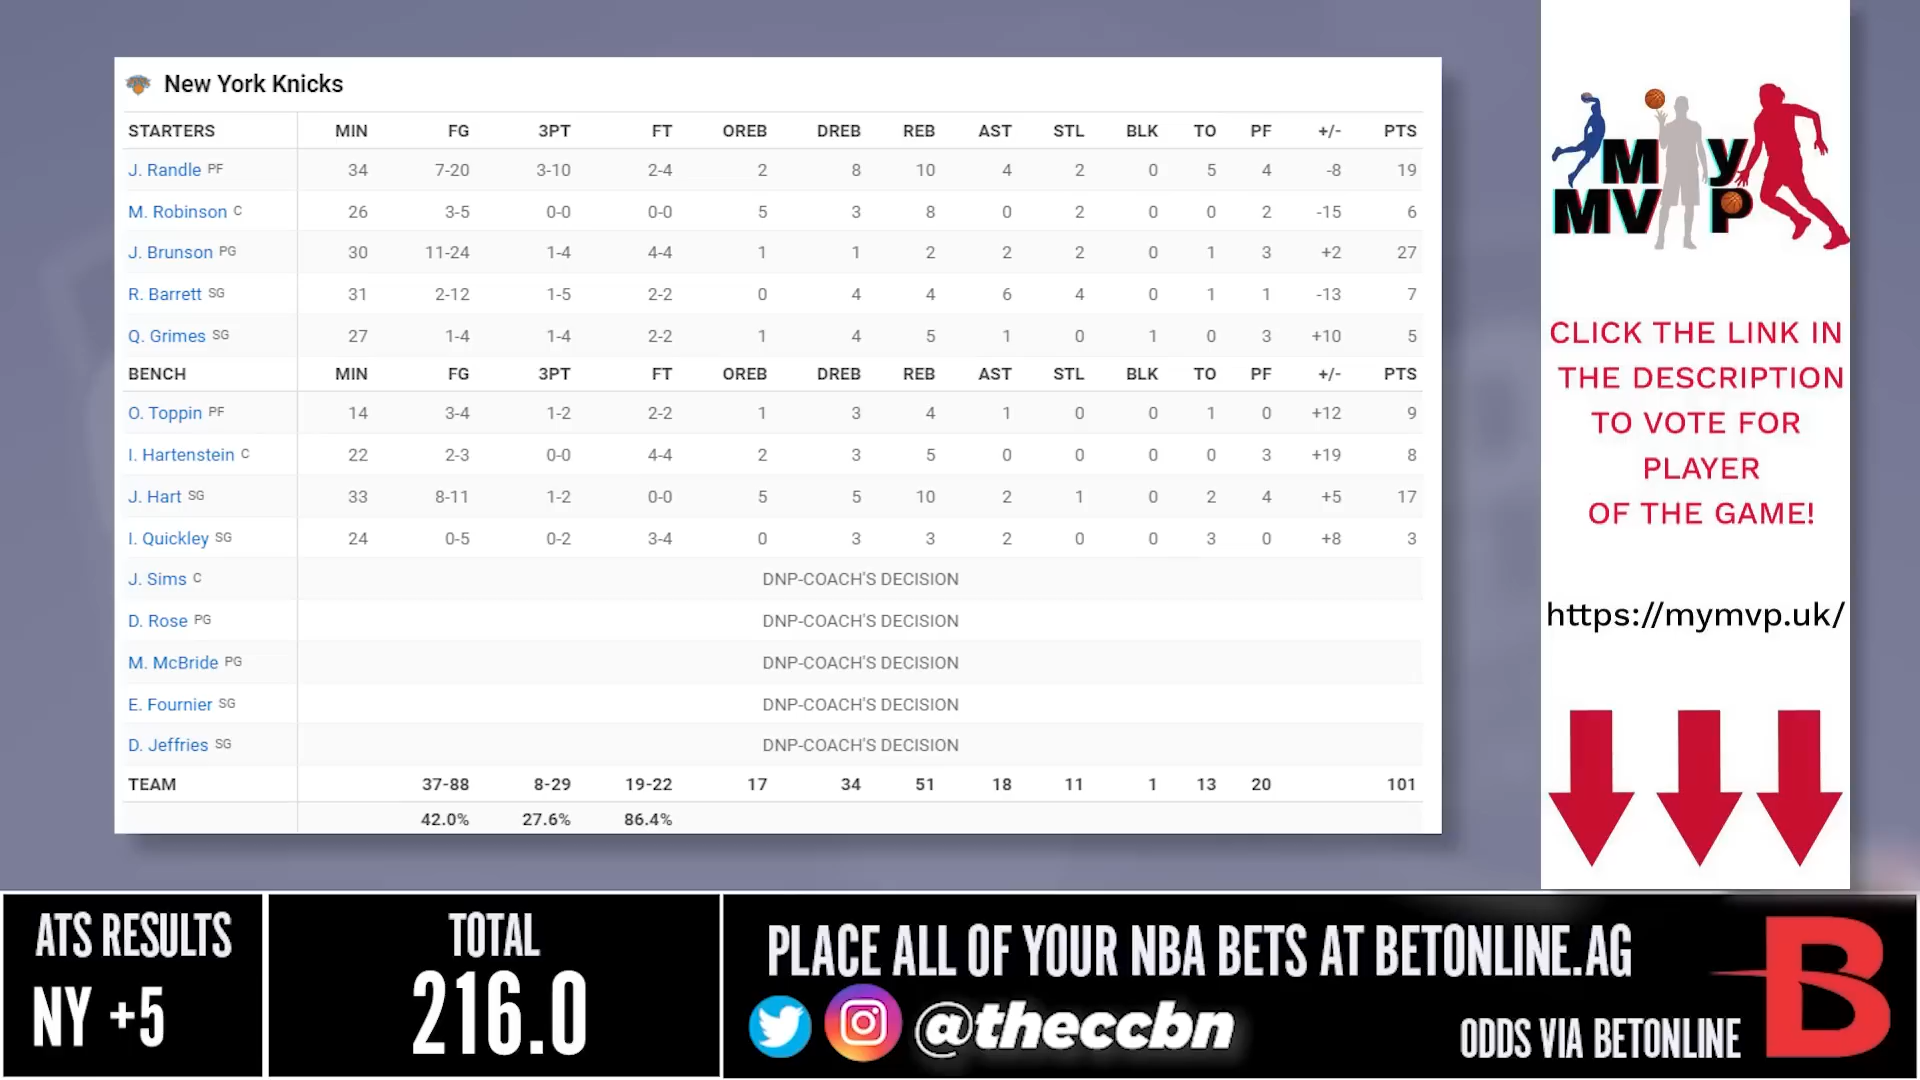 New York Knicks
STARTERS MIN FG 3PT FT OREB DREB REB AST STL BLK TO PF +/- PTS
J. Randle PF 34 7-20 3-10 2-4 2 8 10 4 2 0 5 4 -8 19
M. Robinson C 26 3-5 0-0 0-0 5 3 8 0 2 0 0 2 -15 6
J. Brunson PG 30 11-24 1-4 4-4 1 1 2 2 2 0 1 3 +2 27
R. Barrett SG 31 2-12 1-5 2-2 0 4 4 6 4 0 1 1 -13 7
Q. Grimes SG 27 1-4 1-4 2-2 1 4 5 1 0 1 0 3 +10 5
BENCH MIN FG 3PT FT OREB DREB REB AST STL BLK TO PF +/- PTS
O. Toppin PF 14 3-4 1-2 2-2 1 3 4 1 0 0 1 0 +12 9
I. Hartenstein C 22 2-3 0-0 4-4 2 3 5 0 0 0 0 3 +19 8
J. Hart SG 33 8-11 1-2 0-0 5 5 10 2 1 0 2 4 +5 17
I. Quickley SG 24 0-5 0-2 3-4 0 3 3 2 0 0 3 0 +8 3
J. Sims C DNP-COACH'S DECISION
D. Rose PG DNP-COACH'S DECISION
M. McBride PG DNP-COACH'S DECISION
E. Fournier SG DNP-COACH'S DECISION
D. Jeffries SG DNP-COACH'S DECISION
TEAM 37-88 8-29 19-22 17 34 51 18 11 1 13 20 101
42.0% 27.6% 86.4%
My
MVP
CLICK THE LINK IN
THE DESCRIPTION
TO VOTE FOR
PLAYER
OF THE GAME!
https://mymvp.uk/
ATS RESULTS
NY +5
TOTAL
216.0
PLACE ALL OF YOUR NBA BETS AT BETONLINE.AG
@theccbn
ODDS VIA BETONLINE
B